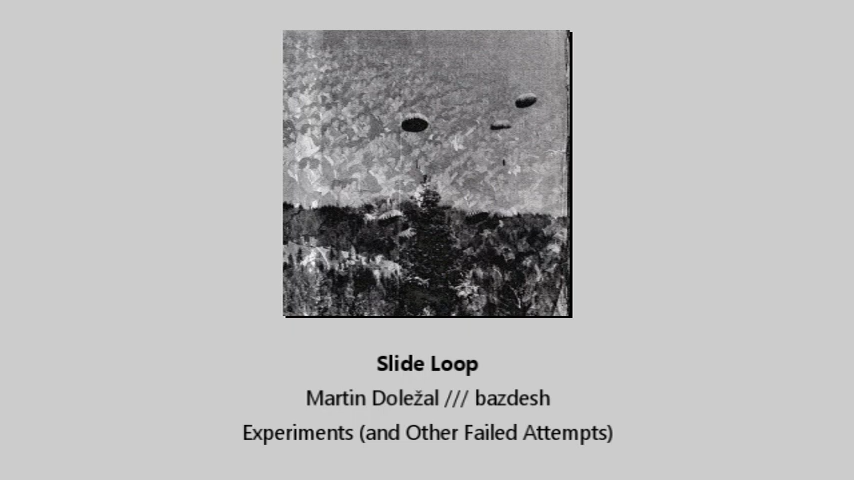 Slide Loop
Martin Doležal /// bazdesh
Experiments (and Other Failed Attempts)